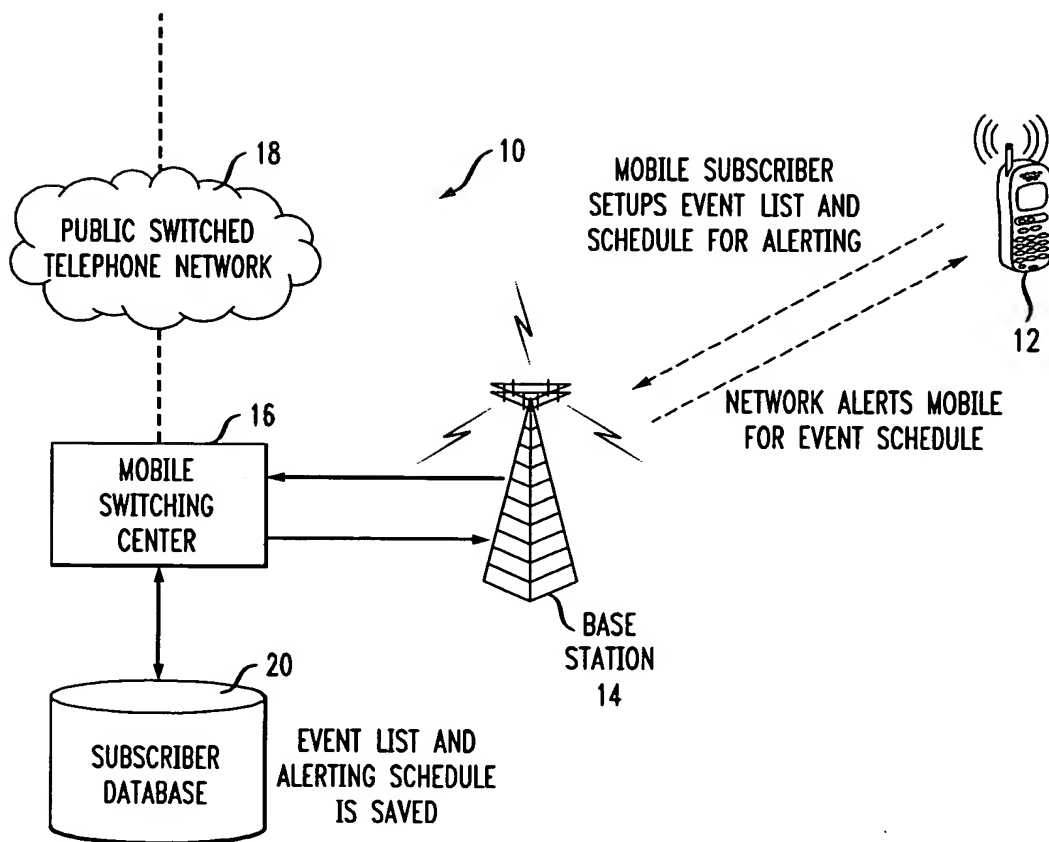 18
PUBLIC SWITCHED
TELEPHONE NETWORK
10
MOBILE SUBSCRIBER
SETUPS EVENT LIST AND
SCHEDULE FOR ALERTING
12
NETWORK ALERTS MOBILE
FOR EVENT SCHEDULE
16
MOBILE
SWITCHING
CENTER
BASE
STATION
14
20
SUBSCRIBER
DATABASE
EVENT LIST AND
ALERTING SCHEDULE
IS SAVED